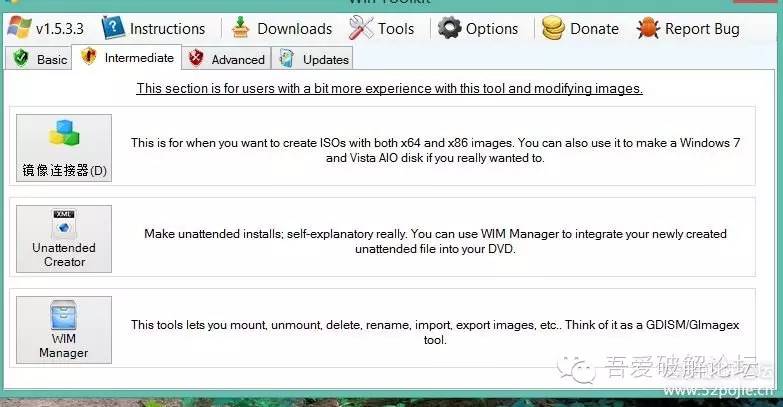 Win Toolkit
v1.5.3.3 Instructions Downloads Tools Options Donate Report Bug
Basic Intermediate Advanced Updates
This section is for users with a bit more experience with this tool and modifying images.
镜像连接器(D)
This is for when you want to create ISOs with both x64 and x86 images. You can also use it to make a Windows 7
and Vista AIO disk if you really wanted to.
XML
Unattended
Creator
Make unattended installs; self-explanatory really. You can use WIM Manager to integrate your newly created
unattended file into your DVD.
WIM
Manager
This tools lets you mount, unmount, delete, rename, import, export images, etc.. Think of it as a GDISM/GImagex
tool.
吾爱破解论坛
www.52pojie.cn